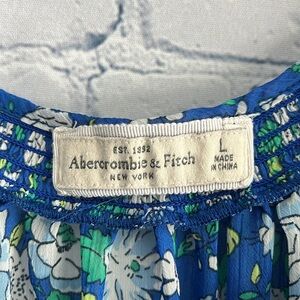 EST. 1892
Abercrombie & Fitch
NEW YORK
L
MADE
IN CHINA